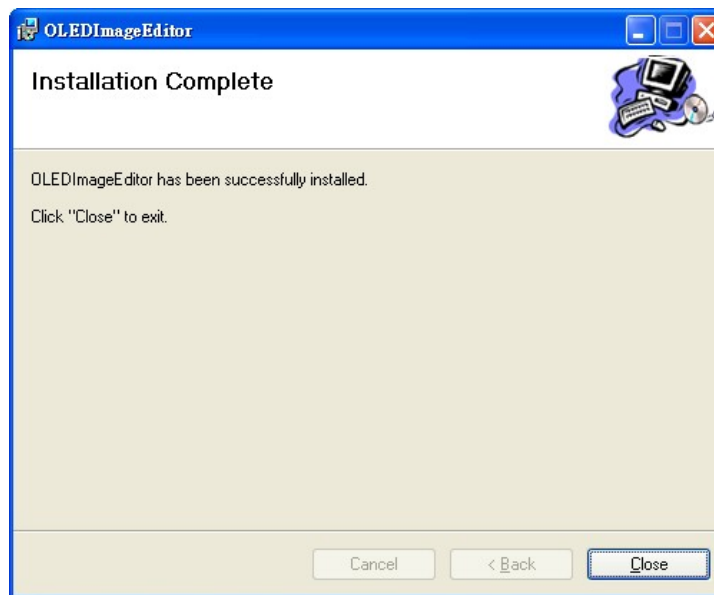 OLEDImageEditor
Installation Complete
OLEDImageEditor has been successfully installed.
Click "Close" to exit.
Cancel
< Back
Close